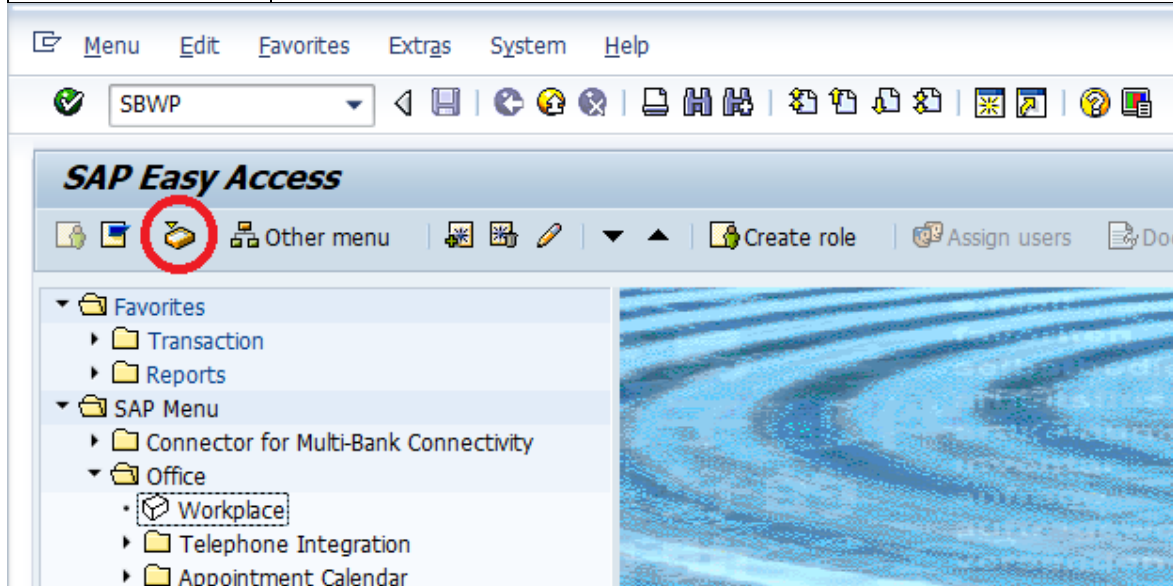 Menu Edit Favorites Extras System Help
SBWP
SAP Easy Access
Other menu Create role Assign users Do
Favorites
Transaction
Reports
SAP Menu
Connector for Multi-Bank Connectivity
Office
Workplace
Telephone Integration
Appointment Calendar